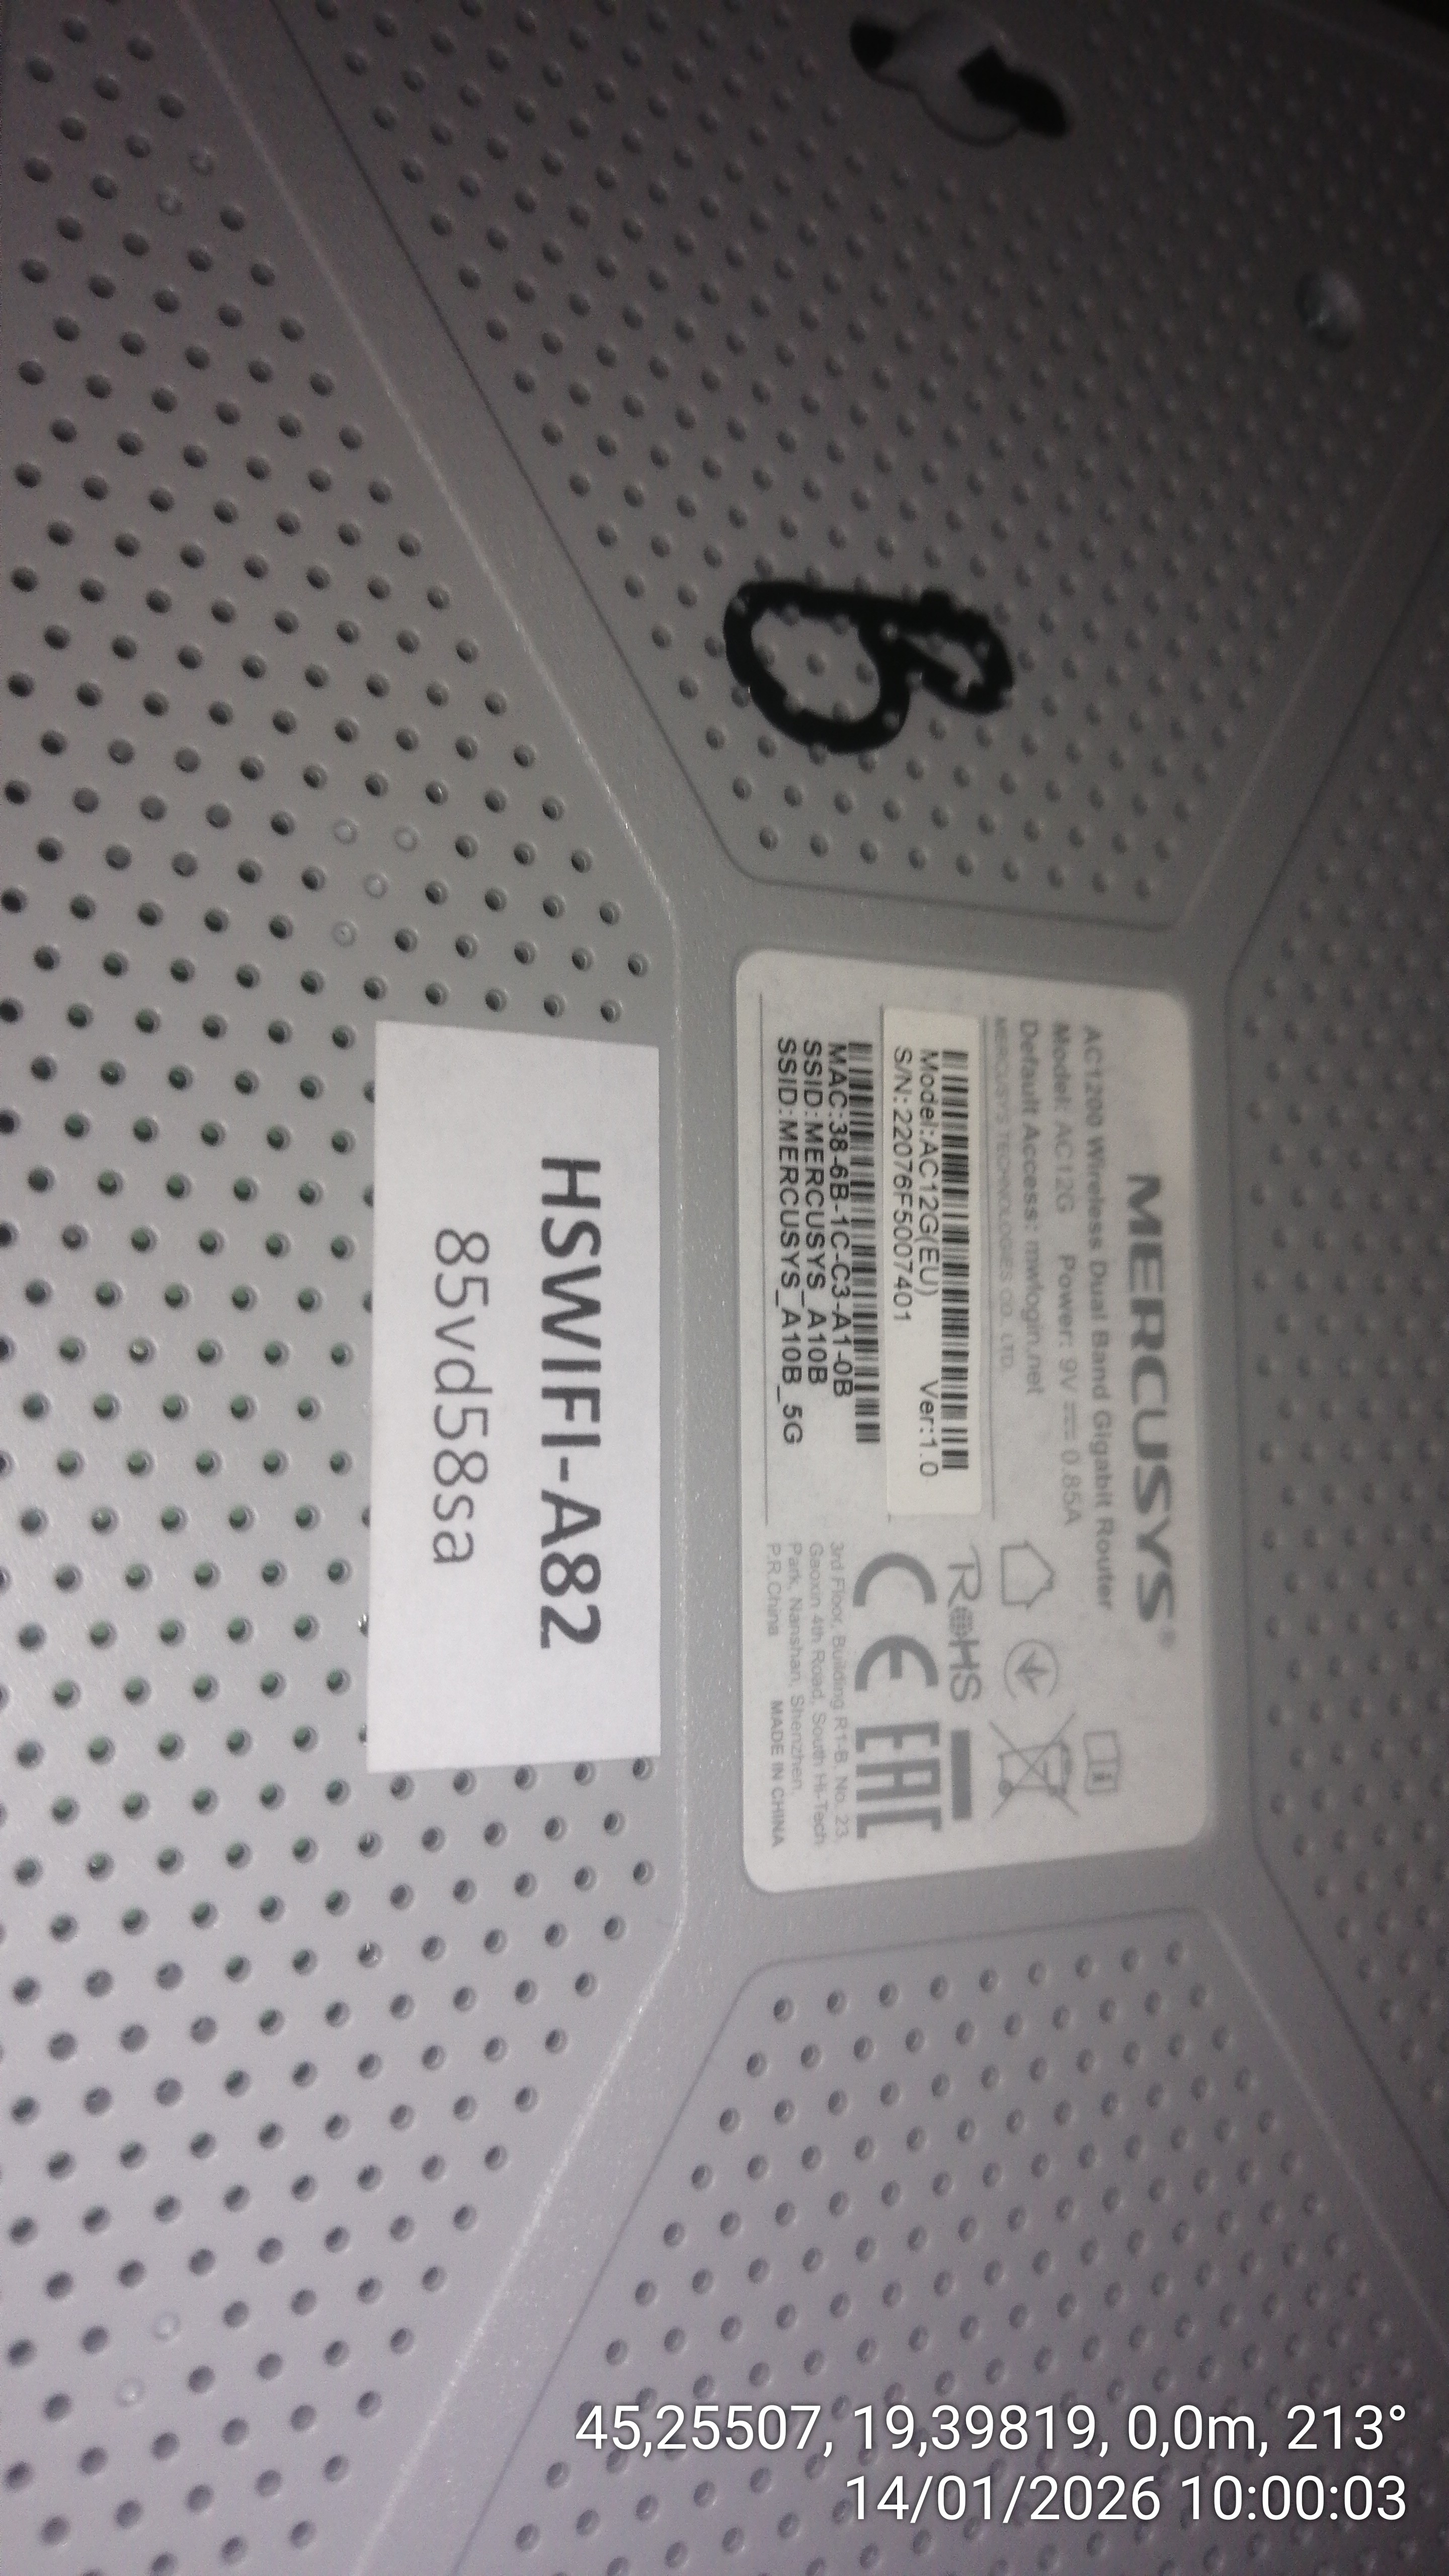 MERCUSYS®
AC1200 Wireless Dual Band Gigabit Router
Model: AC12G Power: 9V ⎓ 0.85A
Default Access: mwlogin.net
MERCUSYS TECHNOLOGIES CO., LTD.
Model:AC12G(EU) Ver:1.0
S/N:22076F5007401
MAC:38-6B-1C-C3-A1-0B
SSID:MERCUSYS_A10B
SSID:MERCUSYS_A10B_5G
RoHS
CE EAC
3rd Floor, Building R1-B, No. 23,
Gaoxin 4th Road, South Hi-Tech
Park, Nanshan, Shenzhen,
P.R.China MADE IN CHINA
HSWIFI-A82
85vd58sa
B
45,25507, 19,39819, 0,0m, 213°
14/01/2026 10:00:03